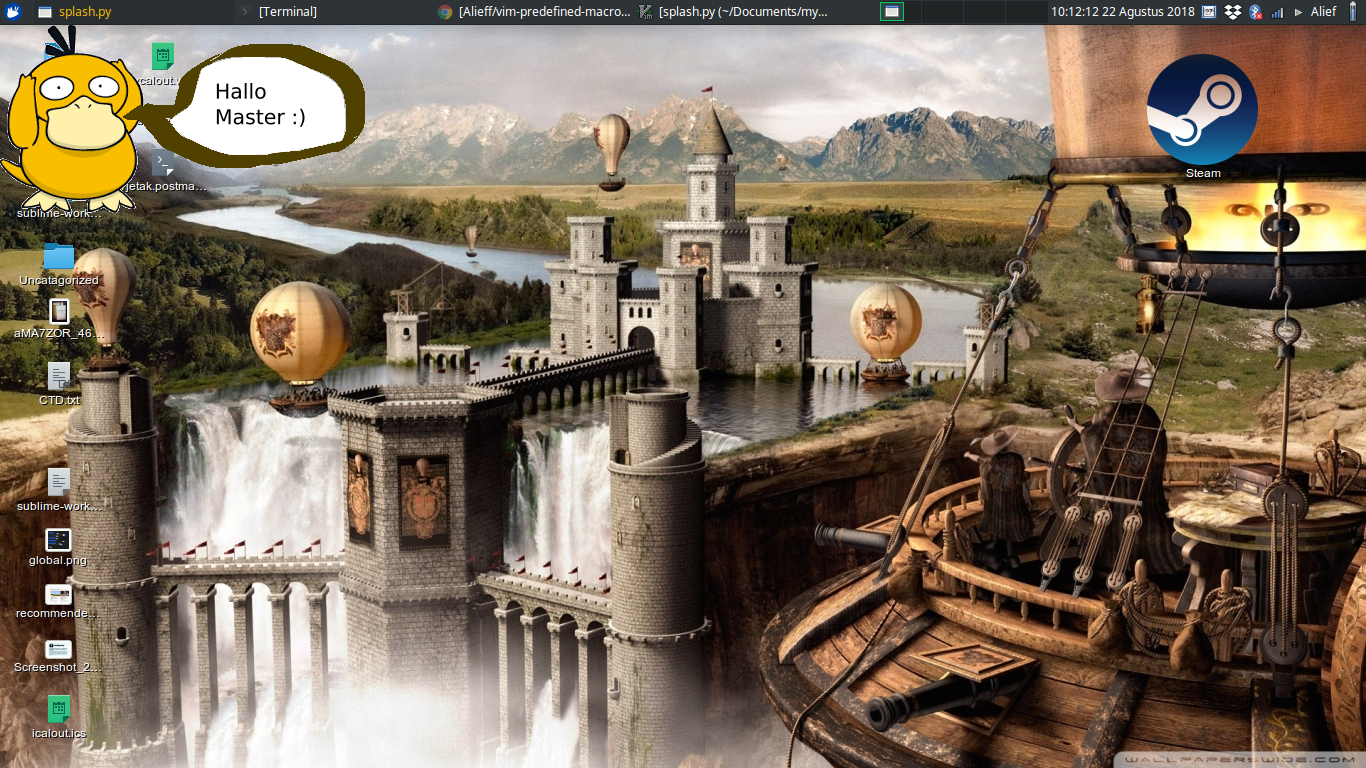 splash.py
[Terminal]
[Alieff/vim-predefined-macro...
[splash.py (~/Documents/my...
10:12:12 22 Agustus 2018
Alief
Hallo
Master :)
ycalout.v
jetak.postma...
sublime-work...
Steam
Uncatagorized
aMA7ZOR_46...
CTD.txt
sublime-work...
global.png
recommende...
Screenshot_2...
icalout.ics
WALLPAPERSWIDE.COM